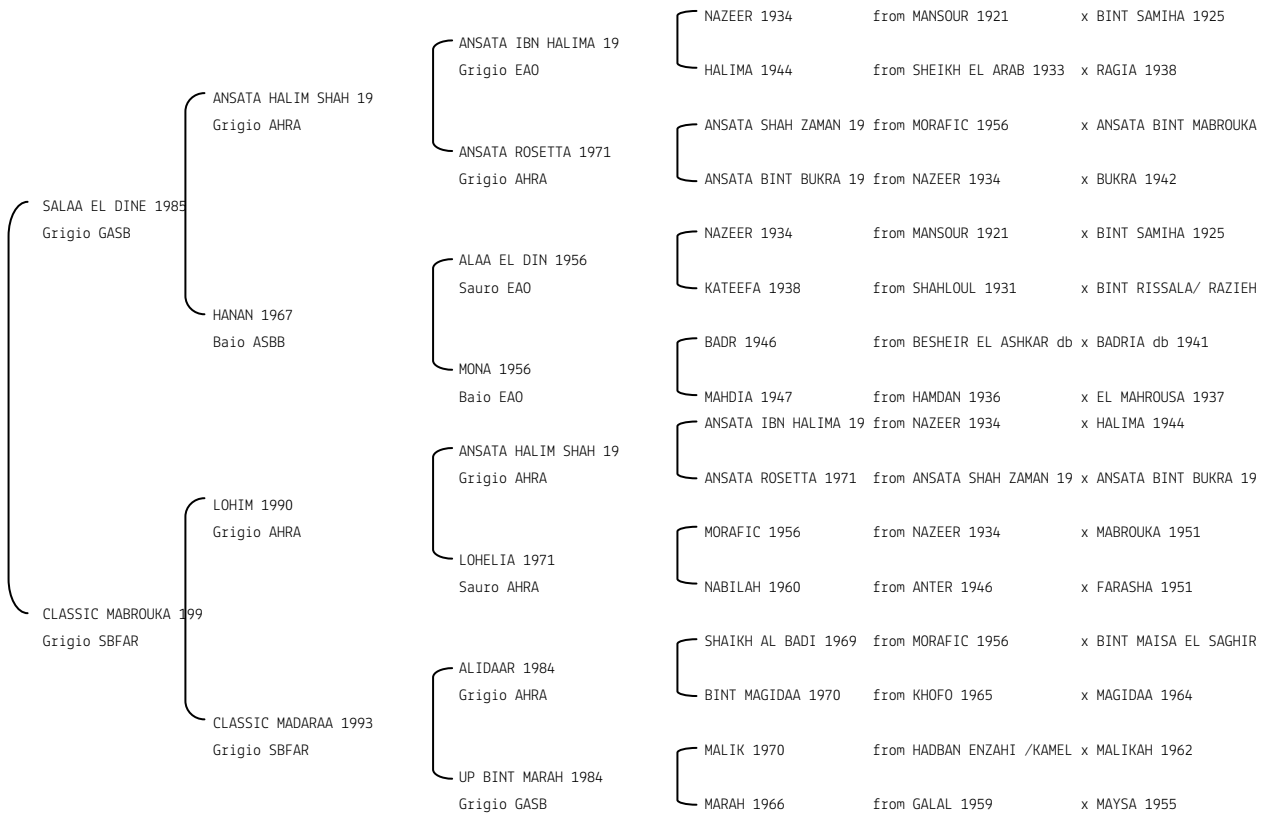 NAZEER 1934 from MANSOUR 1921 x BINT SAMIHA 1925
ANSATA IBN HALIMA 19
Grigio EAO HALIMA 1944 from SHEIKH EL ARAB 1933 x RAGIA 1938
ANSATA HALIM SHAH 19
Grigio AHRA ANSATA SHAH ZAMAN 19 from MORAFIC 1956 x ANSATA BINT MABROUKA
ANSATA ROSETTA 1971
Grigio AHRA ANSATA BINT BUKRA 19 from NAZEER 1934 x BUKRA 1942
SALAA EL DINE 1985
Grigio GASB NAZEER 1934 from MANSOUR 1921 x BINT SAMIHA 1925
ALAA EL DIN 1956
Sauro EAO KATEEFA 1938 from SHAHLOUL 1931 x BINT RISSALA/ RAZIEH
HANAN 1967
Baio ASBB BADR 1946 from BESHEIR EL ASHKAR db x BADRIA db 1941
MONA 1956
Baio EAO MAHDIA 1947 from HAMDAN 1936 x EL MAHROUSA 1937
ANSATA IBN HALIMA 19 from NAZEER 1934 x HALIMA 1944
ANSATA HALIM SHAH 19
Grigio AHRA ANSATA ROSETTA 1971 from ANSATA SHAH ZAMAN 19 x ANSATA BINT BUKRA 19
LOHIM 1990
Grigio AHRA MORAFIC 1956 from NAZEER 1934 x MABROUKA 1951
LOHELIA 1971
Sauro AHRA NABILAH 1960 from ANTER 1946 x FARASHA 1951
CLASSIC MABROUKA 199
Grigio SBFAR SHAIKH AL BADI 1969 from MORAFIC 1956 x BINT MAISA EL SAGHIR
ALIDAAR 1984
Grigio AHRA BINT MAGIDAA 1970 from KHOFO 1965 x MAGIDAA 1964
CLASSIC MADARAA 1993
Grigio SBFAR MALIK 1970 from HADBAN ENZAHI /KAMEL x MALIKAH 1962
UP BINT MARAH 1984
Grigio GASB MARAH 1966 from GALAL 1959 x MAYSA 1955